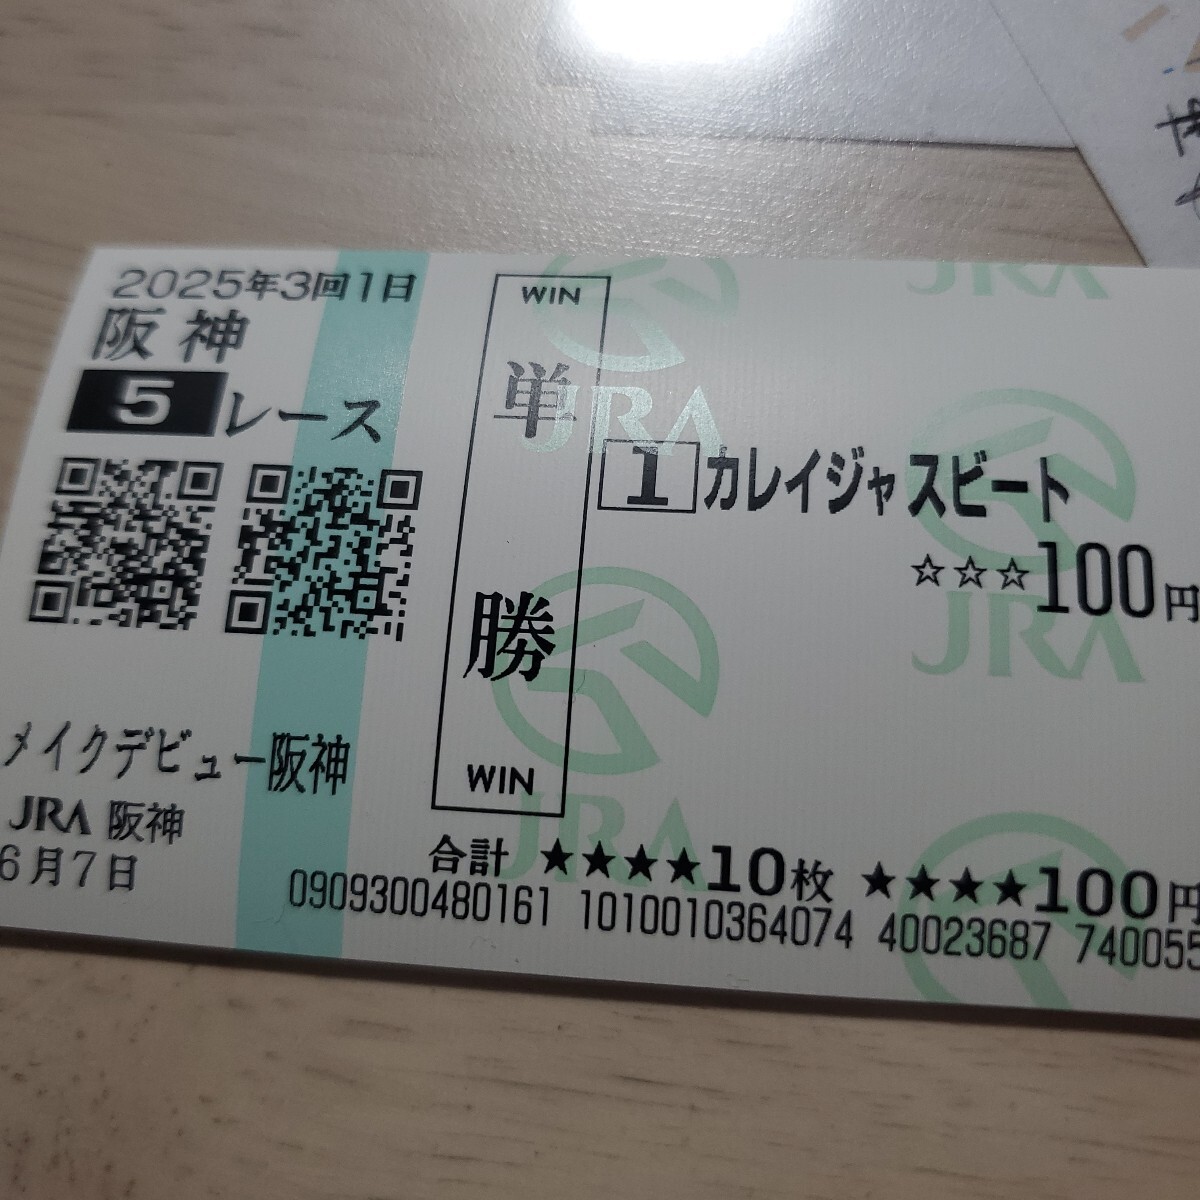 2025年3回1日
阪神
5レース
WIN
単勝
WIN
1 カレイジャスビート
☆☆☆100円
メイクデビュー阪神
JRA 阪神
6月7日
合計 ★★★★10枚 ★★★★100円
0909300480161 1010010364074 40023687 740055
JRA
JRA
JRA
JRA